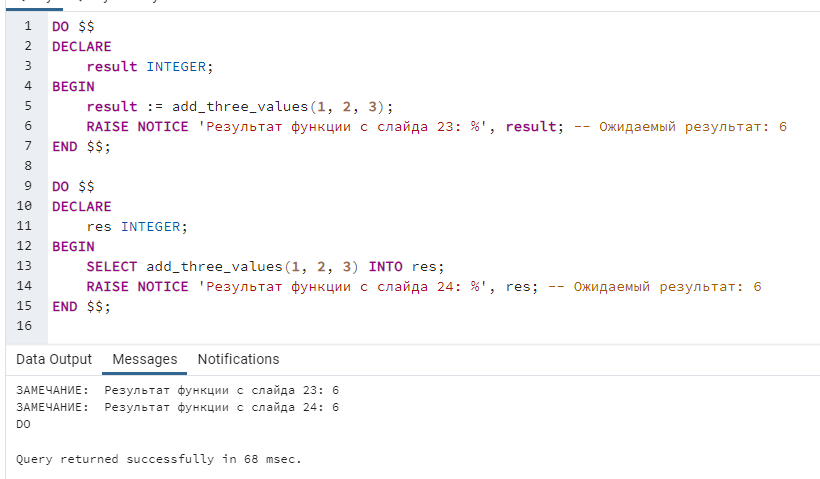 1 DO $$
2 DECLARE
3 result INTEGER;
4 BEGIN
5 result := add_three_values(1, 2, 3);
6 RAISE NOTICE 'Результат функции с слайда 23: %', result; -- Ожидаемый результат: 6
7 END $$;
8
9 DO $$
10 DECLARE
11 res INTEGER;
12 BEGIN
13 SELECT add_three_values(1, 2, 3) INTO res;
14 RAISE NOTICE 'Результат функции с слайда 24: %', res; -- Ожидаемый результат: 6
15 END $$;
16
Data Output Messages Notifications
ЗАМЕЧАНИЕ: Результат функции с слайда 23: 6
ЗАМЕЧАНИЕ: Результат функции с слайда 24: 6
DO
Query returned successfully in 68 msec.